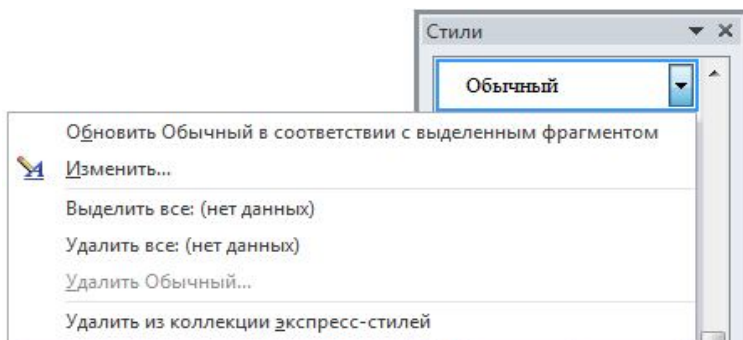 Стили
Обычный
Обновить Обычный в соответствии с выделенным фрагментом
Изменить...
Выделить все: (нет данных)
Удалить все: (нет данных)
Удалить Обычный...
Удалить из коллекции экспресс-стилей